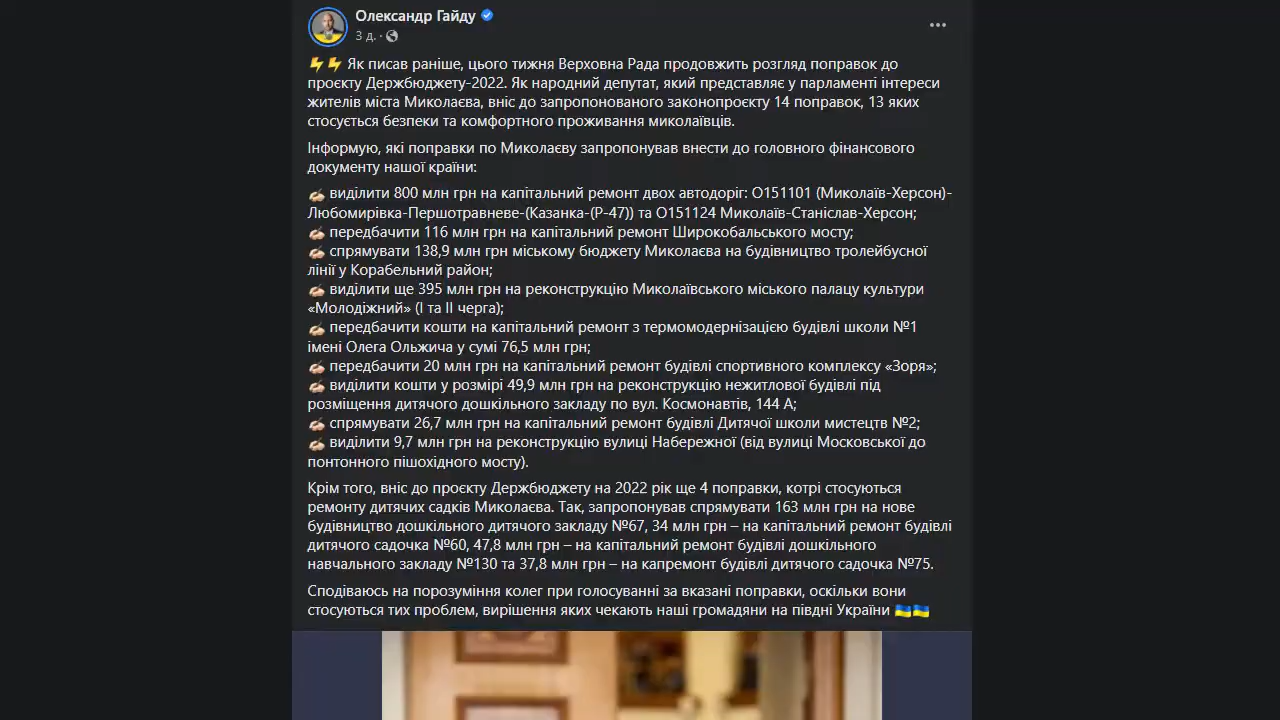 Олександр Гайду
3 д. ·
⚡⚡ Як писав раніше, цього тижня Верховна Рада продовжить розгляд поправок до
проєкту Держбюджету-2022. Як народний депутат, який представляє у парламенті інтереси
жителів міста Миколаєва, вніс до запропонованого законопроєкту 14 поправок, 13 яких
стосується безпеки та комфортного проживання миколаївців.
Інформую, які поправки по Миколаєву запропонував внести до головного фінансового
документу нашої країни:
✍🏼 виділити 800 млн грн на капітальний ремонт двох автодоріг: О151101 (Миколаїв-Херсон)-
Любомирівка-Першотравневе-(Казанка-(Р-47)) та О151124 Миколаїв-Станіслав-Херсон;
✍🏼 передбачити 116 млн грн на капітальний ремонт Широкобальського мосту;
✍🏼 спрямувати 138,9 млн грн міському бюджету Миколаєва на будівництво тролейбусної
лінії у Корабельний район;
✍🏼 виділити ще 395 млн грн на реконструкцію Миколаївського міського палацу культури
«Молодіжний» (І та ІІ черга);
✍🏼 передбачити кошти на капітальний ремонт з термомодернізацією будівлі школи №1
імені Олега Ольжича у сумі 76,5 млн грн;
✍🏼 передбачити 20 млн грн на капітальний ремонт будівлі спортивного комплексу «Зоря»;
✍🏼 виділити кошти у розмірі 49,9 млн грн на реконструкцію нежитлової будівлі під
розміщення дитячого дошкільного закладу по вул. Космонавтів, 144 А;
✍🏼 спрямувати 26,7 млн грн на капітальний ремонт будівлі Дитячої школи мистецтв №2;
✍🏼 виділити 9,7 млн грн на реконструкцію вулиці Набережної (від вулиці Московської до
понтонного пішохідного мосту).
Крім того, вніс до проєкту Держбюджету на 2022 рік ще 4 поправки, котрі стосуються
ремонту дитячих садків Миколаєва. Так, запропонував спрямувати 163 млн грн на нове
будівництво дошкільного дитячого закладу №67, 34 млн грн – на капітальний ремонт будівлі
дитячого садочка №60, 47,8 млн грн – на капітальний ремонт будівлі дошкільного
навчального закладу №130 та 37,8 млн грн – на капремонт будівлі дитячого садочка №75.
Сподіваюсь на порозуміння колег при голосуванні за вказані поправки, оскільки вони
стосуються тих проблем, вирішення яких чекають наші громадяни на півдні України 🇺🇦🇺🇦